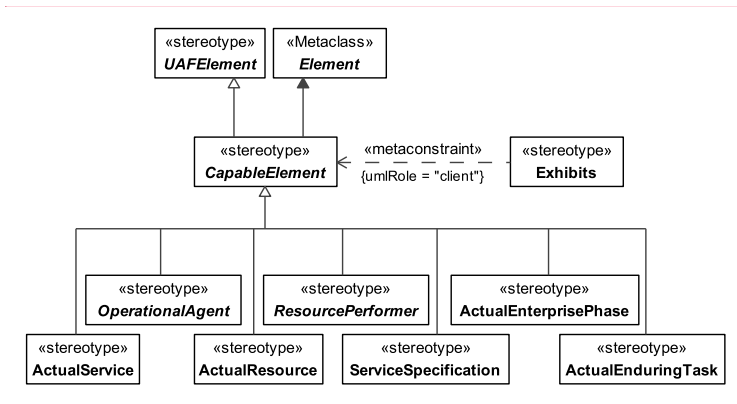 «stereotype»
UAFElement
«Metaclass»
Element
«stereotype»
CapableElement
«metaconstraint»
{umlRole = "client"}
«stereotype»
Exhibits
«stereotype»
OperationalAgent
«stereotype»
ResourcePerformer
«stereotype»
ActualEnterprisePhase
«stereotype»
ActualService
«stereotype»
ActualResource
«stereotype»
ServiceSpecification
«stereotype»
ActualEnduringTask